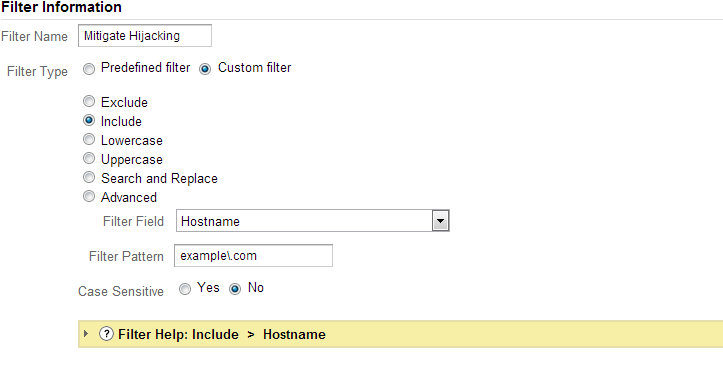 Filter Information
Filter Name Mitigate Hijacking
Filter Type Predefined filter Custom filter
Exclude
Include
Lowercase
Uppercase
Search and Replace
Advanced
Filter Field Hostname
Filter Pattern example\.com
Case Sensitive Yes No
? Filter Help: Include > Hostname